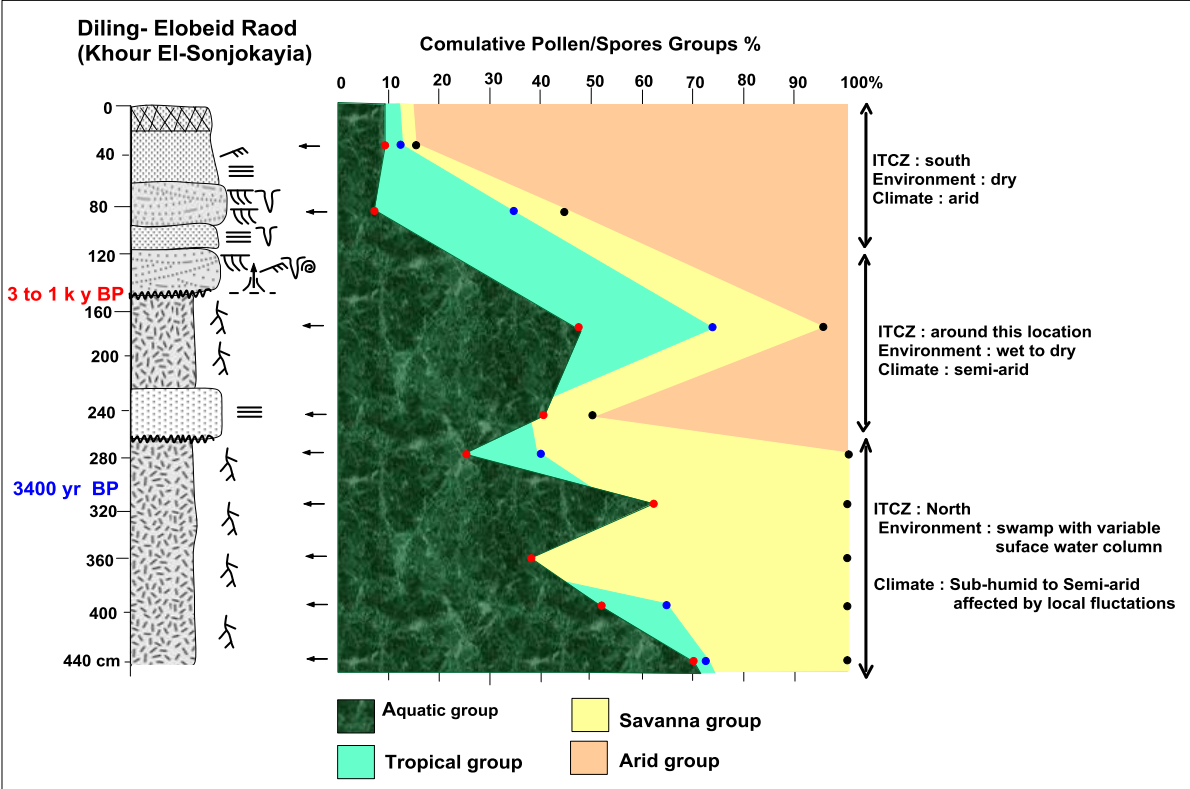 Diling- Elobeid Raod
(Khour El-Sonjokayia)
Comulative Pollen/Spores Groups %
0 10 20 30 40 50 60 70 80 90 100%
0
40
80
120
3 to 1 k y BP
160
200
240
280
3400 yr BP
320
360
400
440 cm
ITCZ : south
Environment : dry
Climate : arid
ITCZ : around this location
Environment : wet to dry
Climate : semi-arid
ITCZ : North
Environment : swamp with variable
suface water column
Climate : Sub-humid to Semi-arid
affected by local fluctations
Aquatic group
Savanna group
Tropical group
Arid group